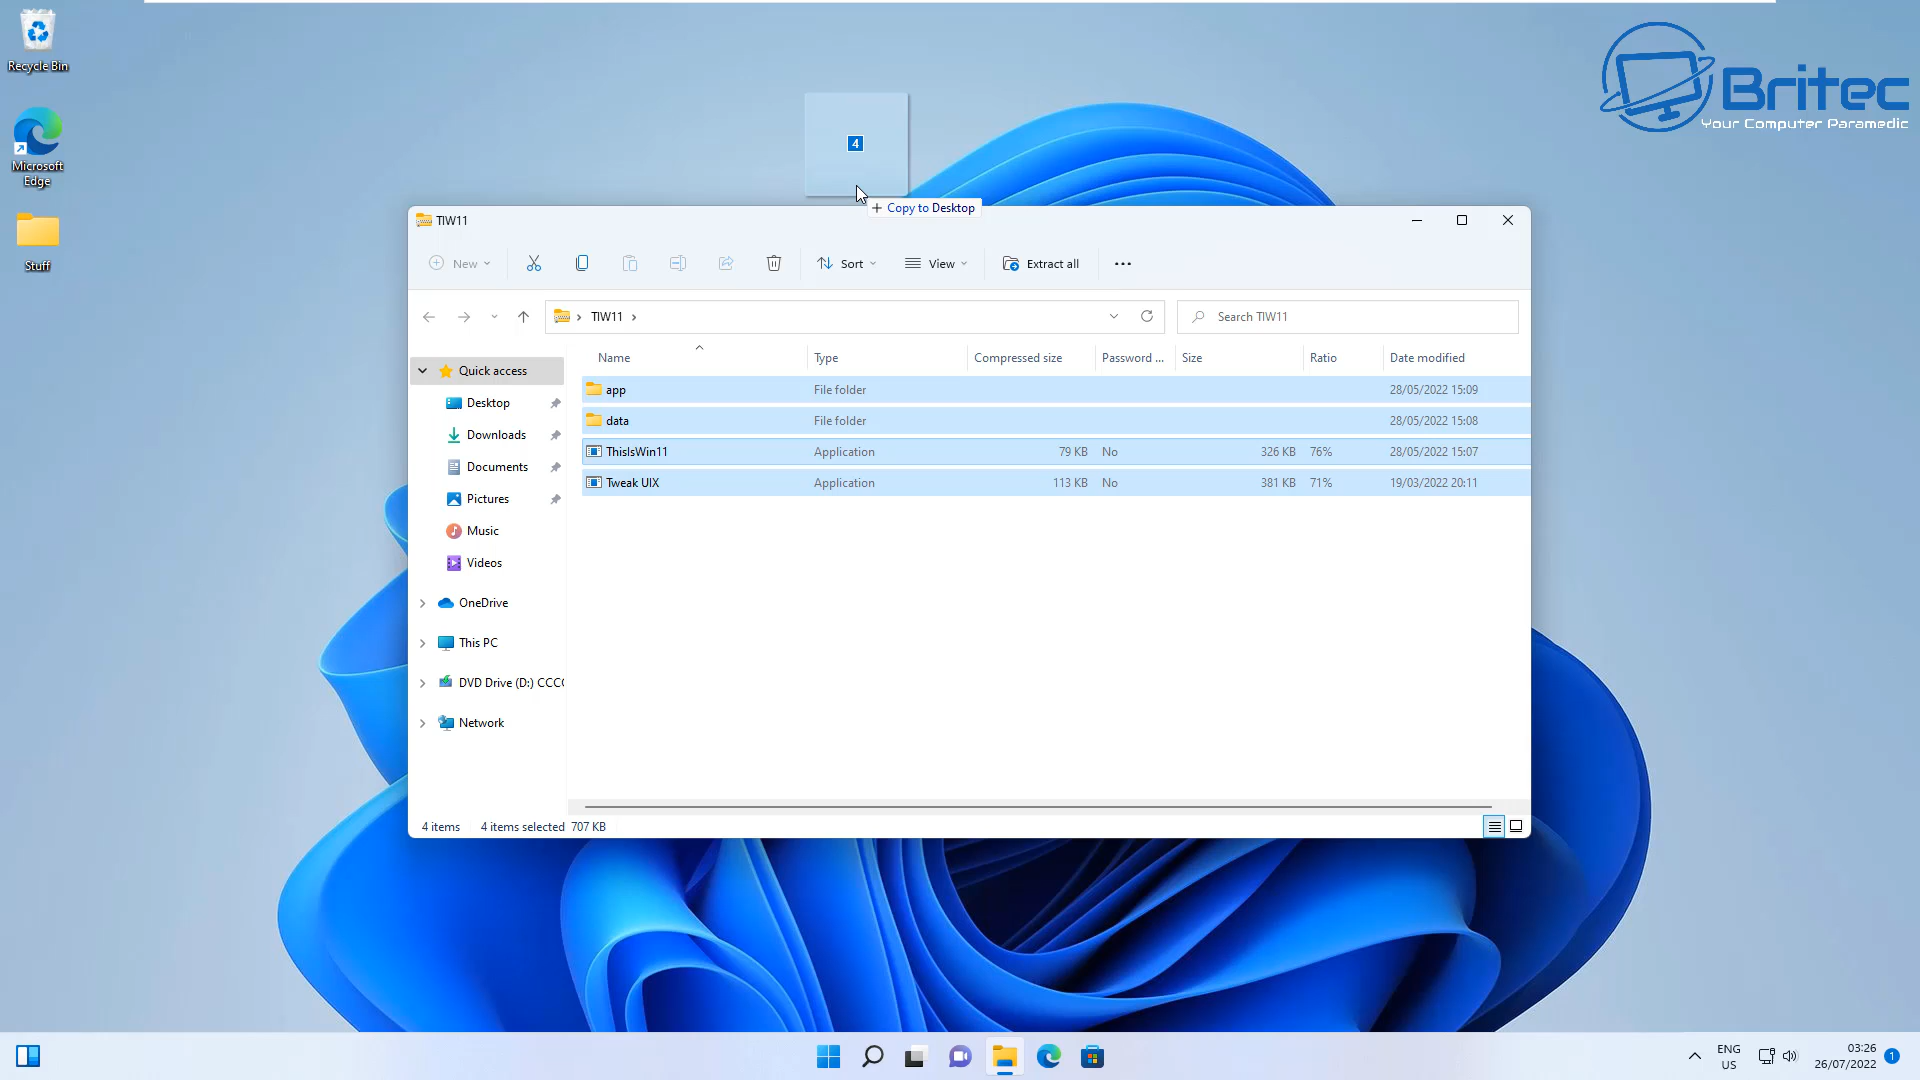 Recycle Bin
Microsoft
Edge
Stuff
Britec
Your Computer Paramedic
4
+ Copy to Desktop
TIW11
New
Sort
View
Extract all
TIW11
Search TIW11
Name Type Compressed size Password ... Size Ratio Date modified
Quick access
Desktop
Downloads
Documents
Pictures
Music
Videos
OneDrive
This PC
DVD Drive (D:) CCC
Network
app File folder 28/05/2022 15:09
data File folder 28/05/2022 15:08
ThisIsWin11 Application 79 KB No 326 KB 76% 28/05/2022 15:07
Tweak UIX Application 113 KB No 381 KB 71% 19/03/2022 20:11
4 items 4 items selected 707 KB
ENG
US
03:26
26/07/2022
1